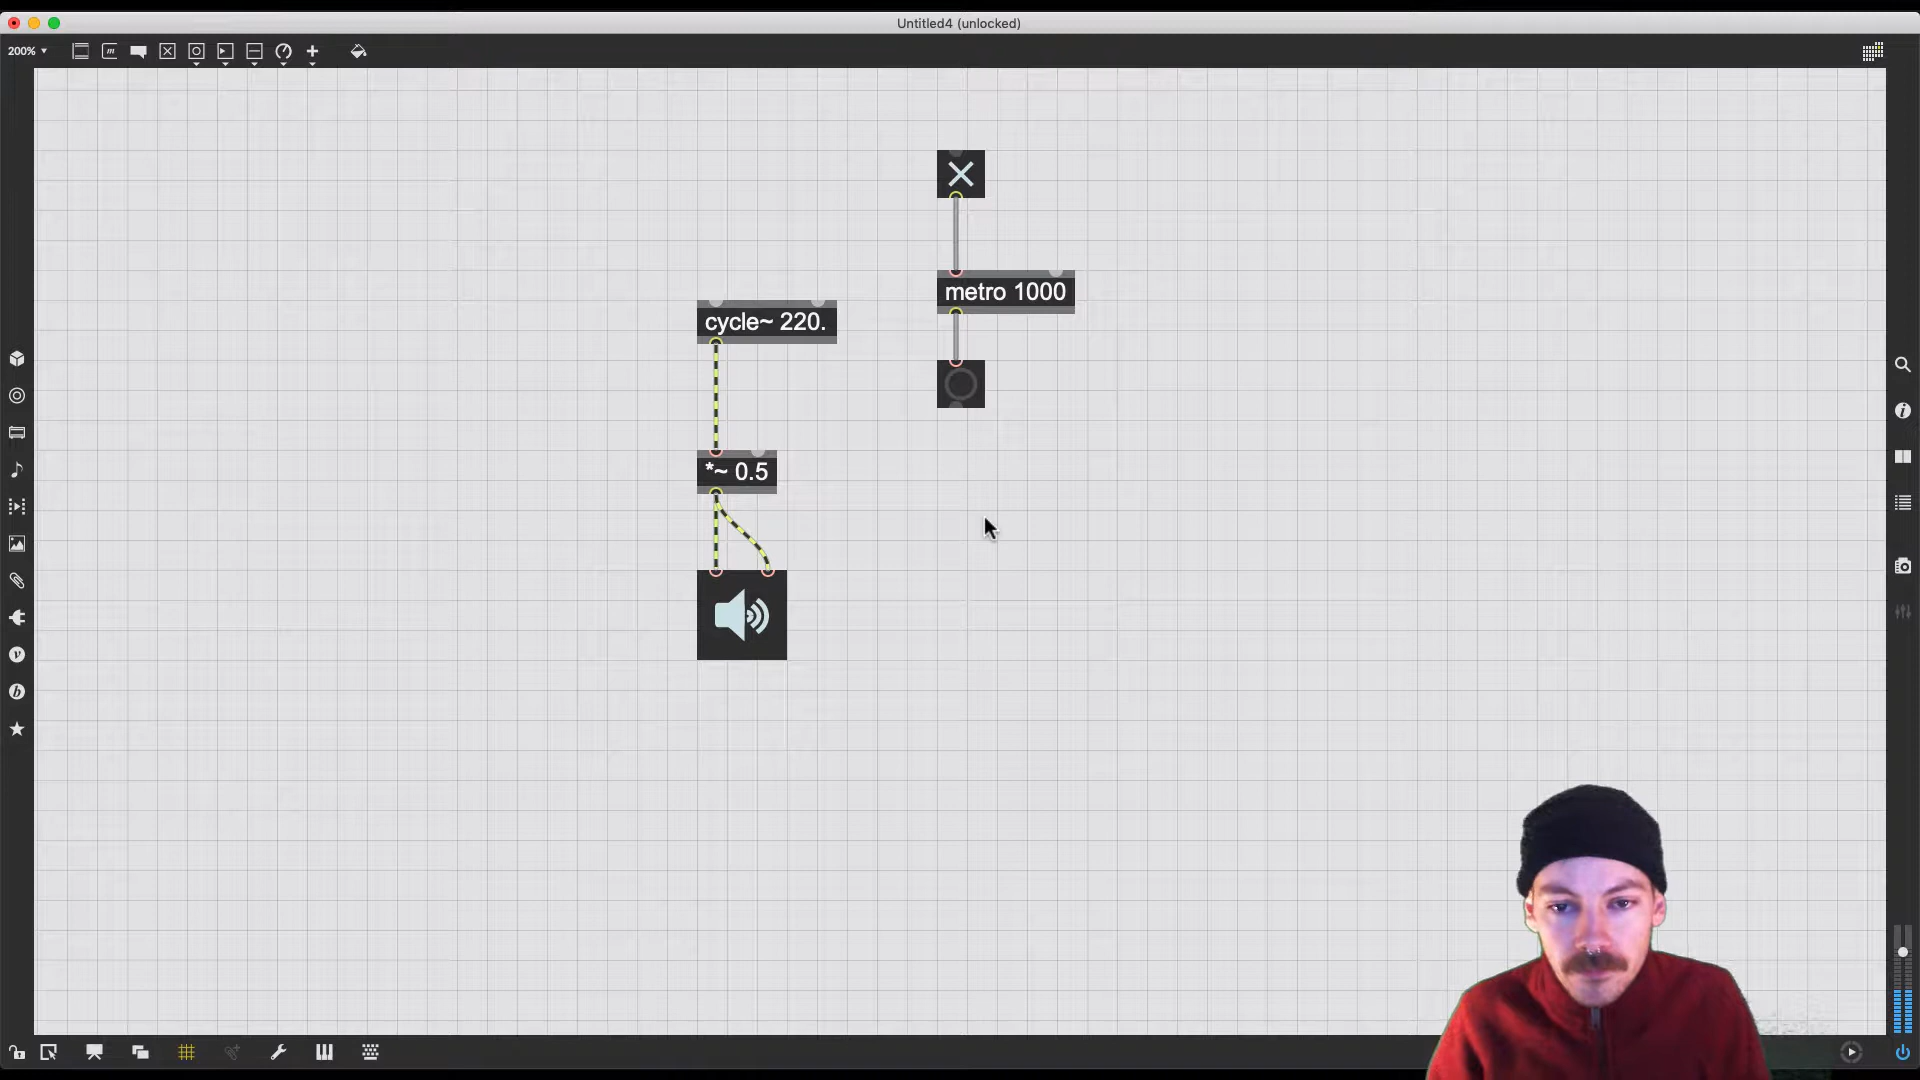 Untitled4 (unlocked)
200%
metro 1000
cycle~ 220.
*~ 0.5